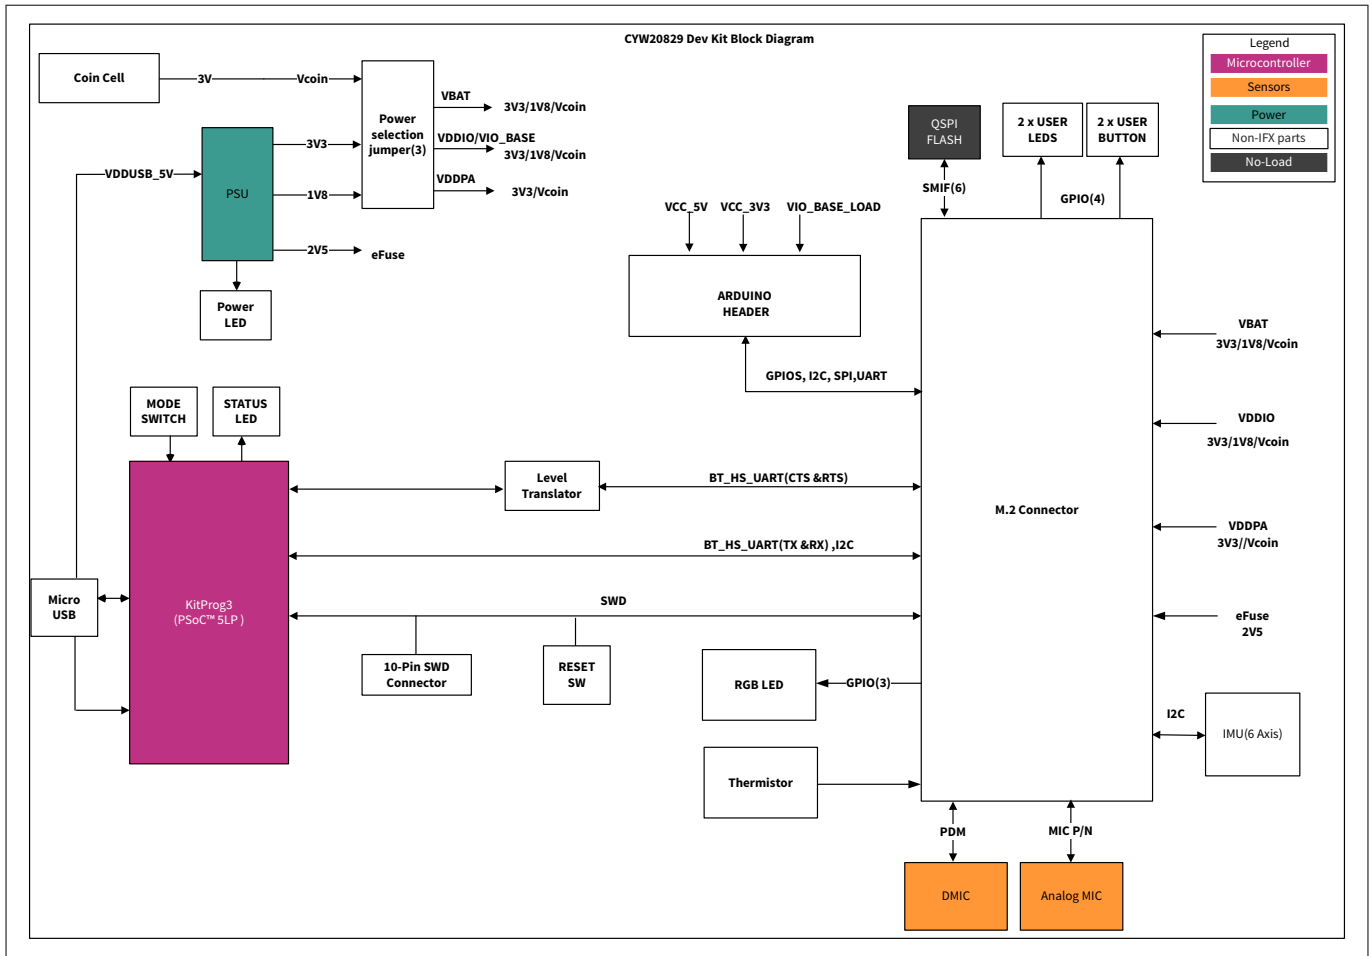 CYW20829 Dev Kit Block Diagram
Legend
Microcontroller
Sensors
Power
Non-IFX parts
No-Load
Coin Cell
3V
Vcoin
Power
selection
jumper(3)
VBAT
3V3/1V8/Vcoin
VDDIO/VIO_BASE
3V3/1V8/Vcoin
VDDPA
3V3/Vcoin
VDDUSB_5V
PSU
3V3
1V8
2V5
eFuse
Power
LED
QSPI
FLASH
SMIF(6)
2 x USER
LEDS
2 x USER
BUTTON
GPIO(4)
VCC_5V
VCC_3V3
VIO_BASE_LOAD
ARDUINO
HEADER
GPIOS, I2C, SPI,UART
VBAT
3V3/1V8/Vcoin
VDDIO
3V3/1V8/Vcoin
VDDPA
3V3//Vcoin
eFuse
2V5
M.2 Connector
MODE
SWITCH
STATUS
LED
Level
Translator
BT_HS_UART(CTS &RTS)
BT_HS_UART(TX &RX) ,I2C
SWD
Micro
USB
KitProg3
(PSoC™ 5LP )
10-Pin SWD
Connector
RESET
SW
RGB LED
GPIO(3)
I2C
IMU(6 Axis)
Thermistor
PDM
MIC P/N
DMIC
Analog MIC